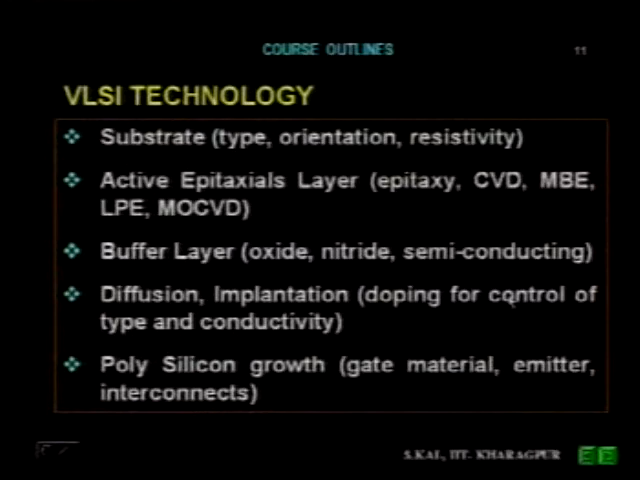 COURSE OUTLINES
11
VLSI TECHNOLOGY
Substrate (type, orientation, resistivity)
Active Epitaxials Layer (epitaxy, CVD, MBE,
LPE, MOCVD)
Buffer Layer (oxide, nitride, semi-conducting)
Diffusion, Implantation (doping for control of
type and conductivity)
Poly Silicon growth (gate material, emitter,
interconnects)
S.KAL, IIT- KHARAGPUR